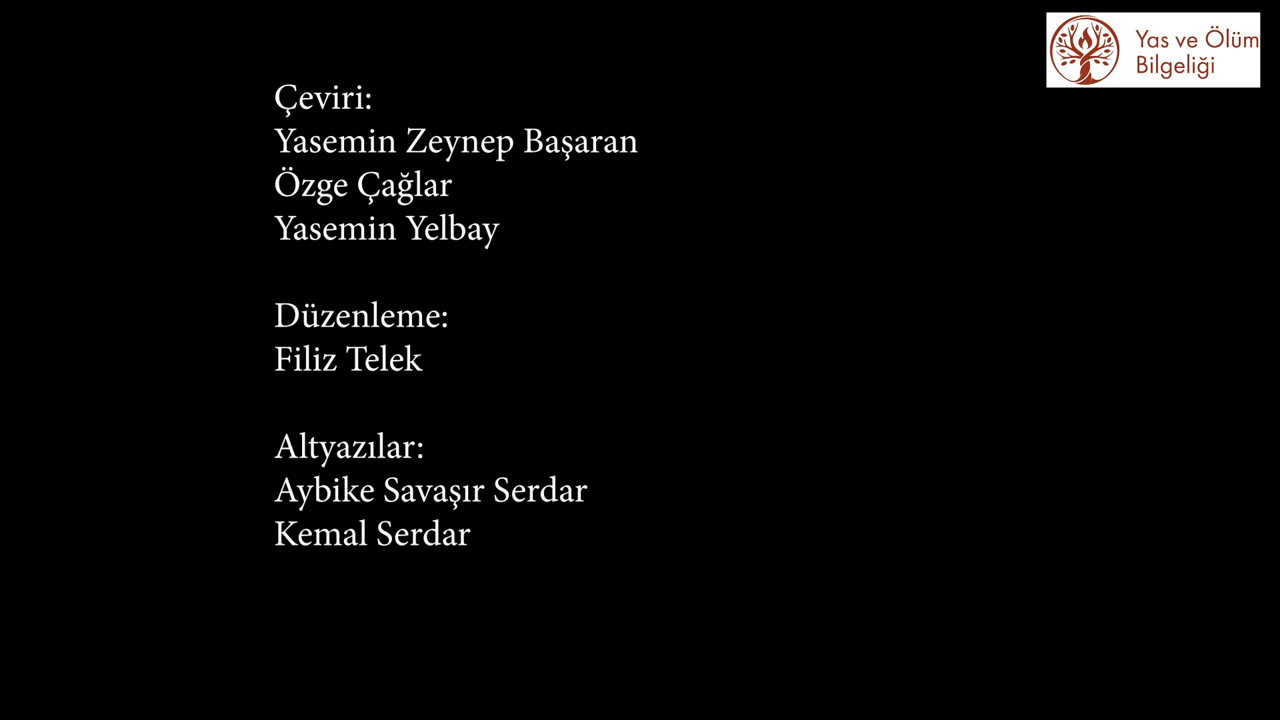 Yas ve Ölüm
Bilgeliği
Çeviri:
Yasemin Zeynep Başaran
Özge Çağlar
Yasemin Yelbay
Düzenleme:
Filiz Telek
Altyazılar:
Aybike Savaşır Serdar
Kemal Serdar